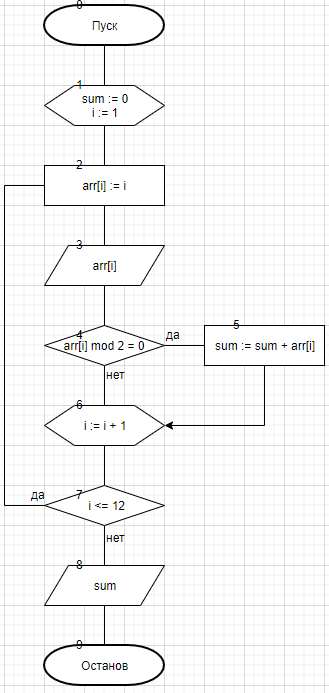 0
Пуск
1
sum := 0
i := 1
2
arr[i] := i
3
arr[i]
4
arr[i] mod 2 = 0
да
5
sum := sum + arr[i]
нет
6
i := i + 1
7
i <= 12
да
нет
8
sum
9
Останов